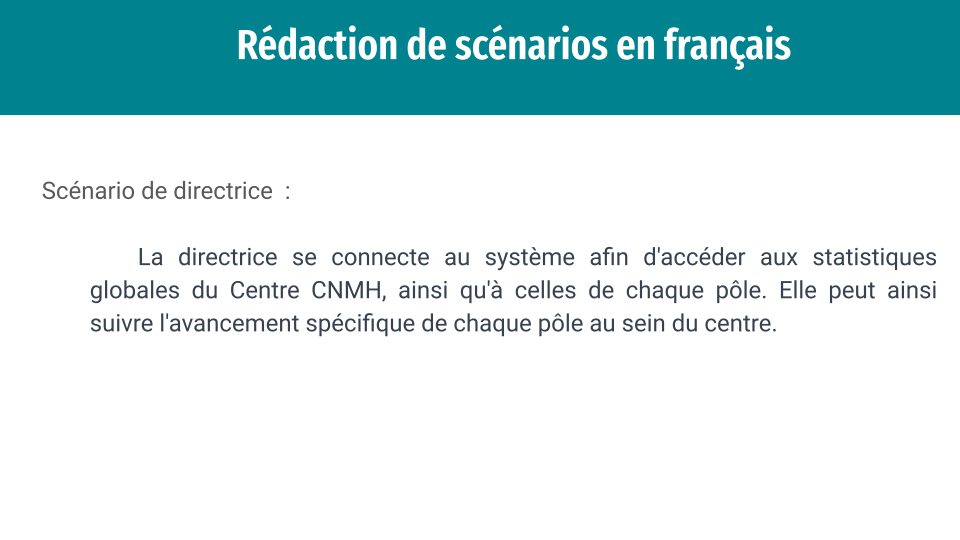 Rédaction de scénarios en français
Scénario de directrice :
La directrice se connecte au système afin d'accéder aux statistiques
globales du Centre CNMH, ainsi qu'à celles de chaque pôle. Elle peut ainsi
suivre l'avancement spécifique de chaque pôle au sein du centre.